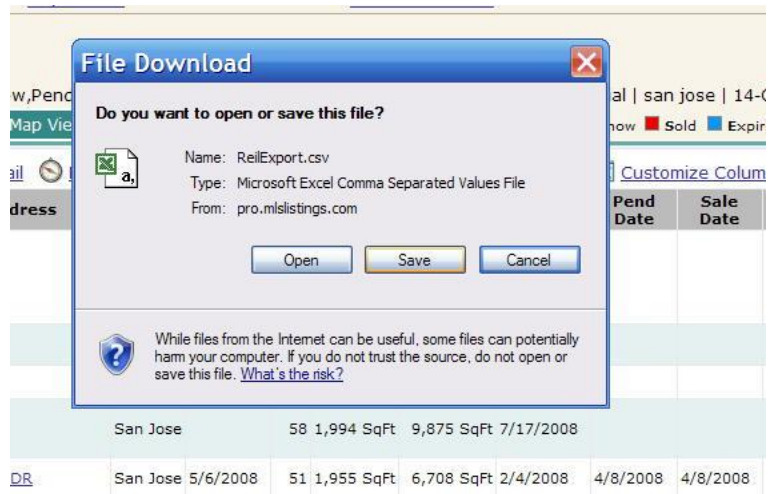 File Download
w,Pend
al | san jose | 14-
Do you want to open or save this file?
Map Vie
how Sold Expir
Name: ReilExport.csv
ail
Customize Colum
Type: Microsoft Excel Comma Separated Values File
dress
From: pro.mlslistings.com
Pend Date
Sale Date
Open
Save
Cancel
While files from the Internet can be useful, some files can potentially
harm your computer. If you do not trust the source, do not open or
save this file. What's the risk?
San Jose 58 1,994 SqFt 9,875 SqFt 7/17/2008
DR San Jose 5/6/2008 51 1,955 SqFt 6,708 SqFt 2/4/2008 4/8/2008 4/8/2008